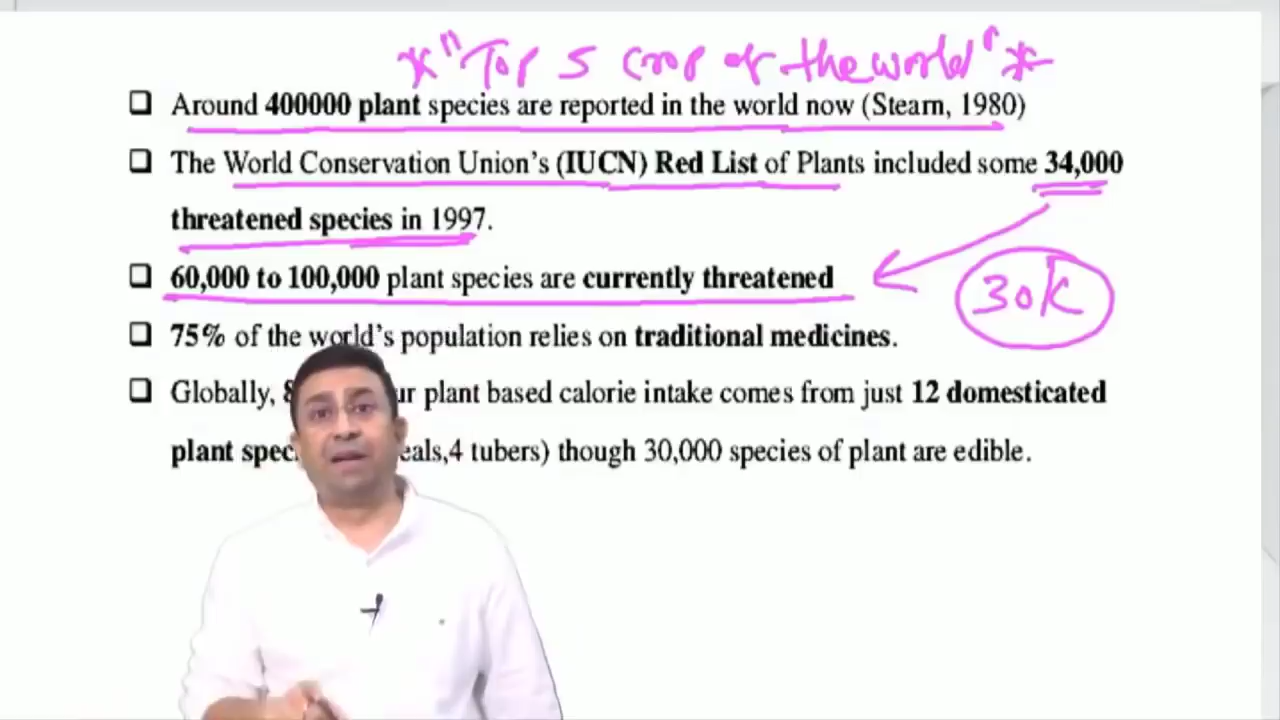 *"Top 5 crop of the world"*
❑ Around 400000 plant species are reported in the world now (Stearn, 1980)
❑ The World Conservation Union's (IUCN) Red List of Plants included some 34,000
threatened species in 1997.
❑ 60,000 to 100,000 plant species are currently threatened
30K
❑ 75% of the world's population relies on traditional medicines.
❑ Globally, plant based calorie intake comes from just 12 domesticated
plant 4 tubers) though 30,000 species of plant are edible.